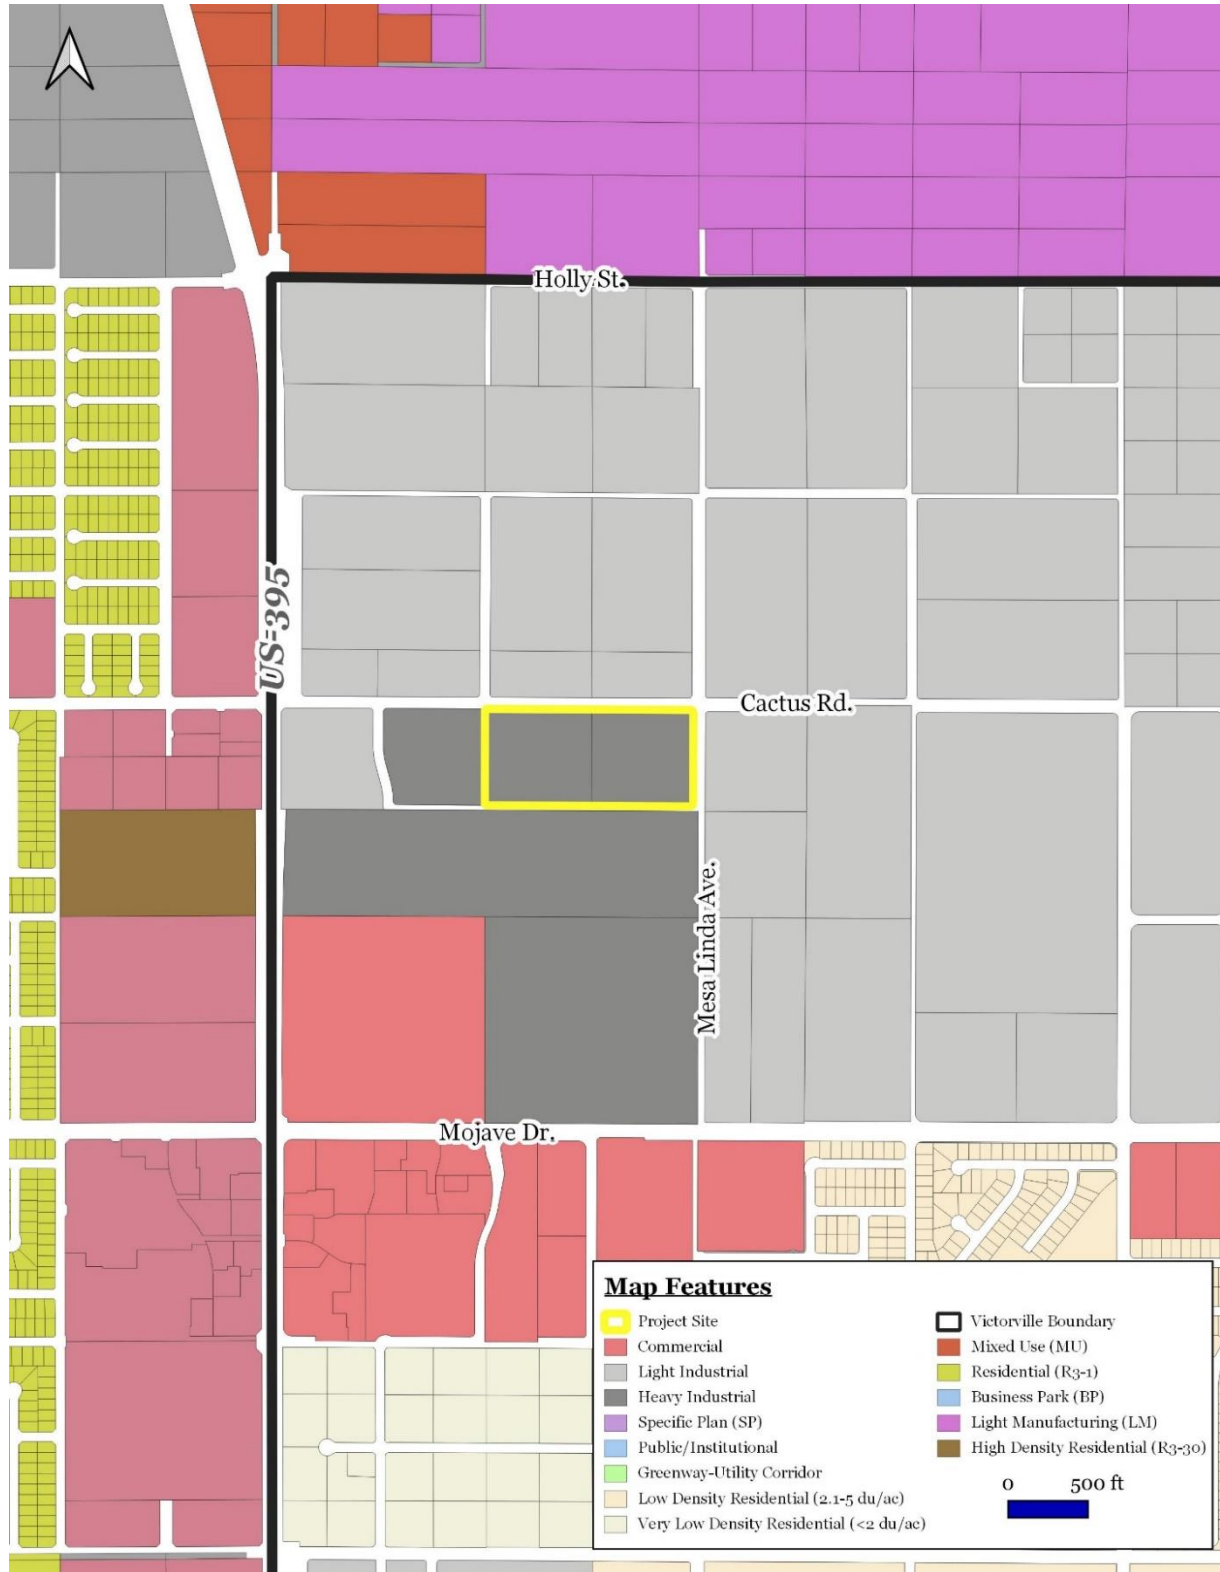 Holly St.
US-395
Cactus Rd.
Mesa Linda Ave.
Mojave Dr.
Map Features
Project Site
Commercial
Light Industrial
Heavy Industrial
Specific Plan (SP)
Public/Institutional
Greenway-Utility Corridor
Low Density Residential (2.1-5 du/ac)
Very Low Density Residential (<2 du/ac)
Victorville Boundary
Mixed Use (MU)
Residential (R3-1)
Business Park (BP)
Light Manufacturing (LM)
High Density Residential (R3-30)
0 500 ft